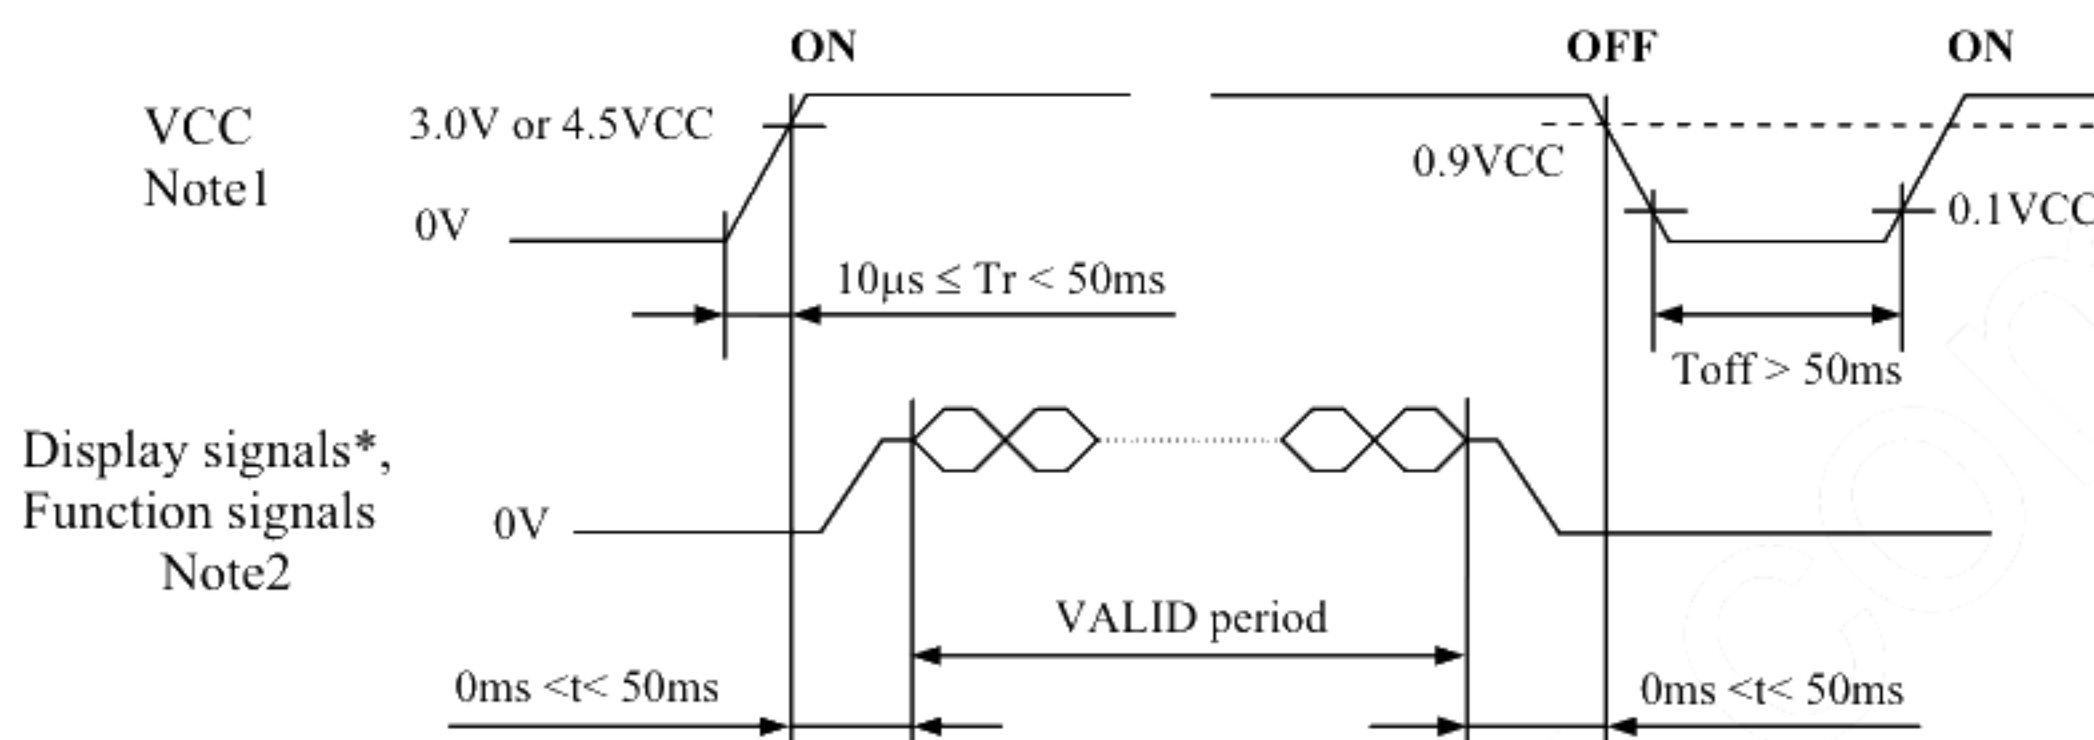 ON
OFF
ON
VCC
Note1
3.0V or 4.5VCC
0.9VCC
0V
0.1VCC
10μs ≤ Tr < 50ms
Toff > 50ms
Display signals*,
Function signals
Note2
0V
VALID period
0ms <t< 50ms
0ms <t< 50ms